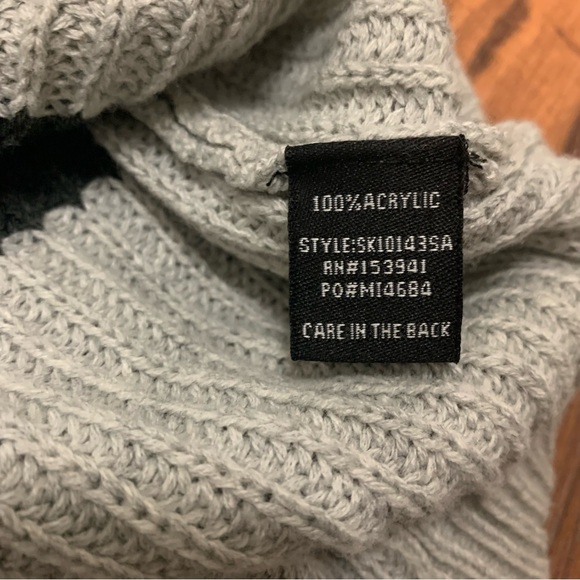 100%ACRYLIC
STYLE:SK10143SA
RN#153941
PO#MI4684
CARE IN THE BACK